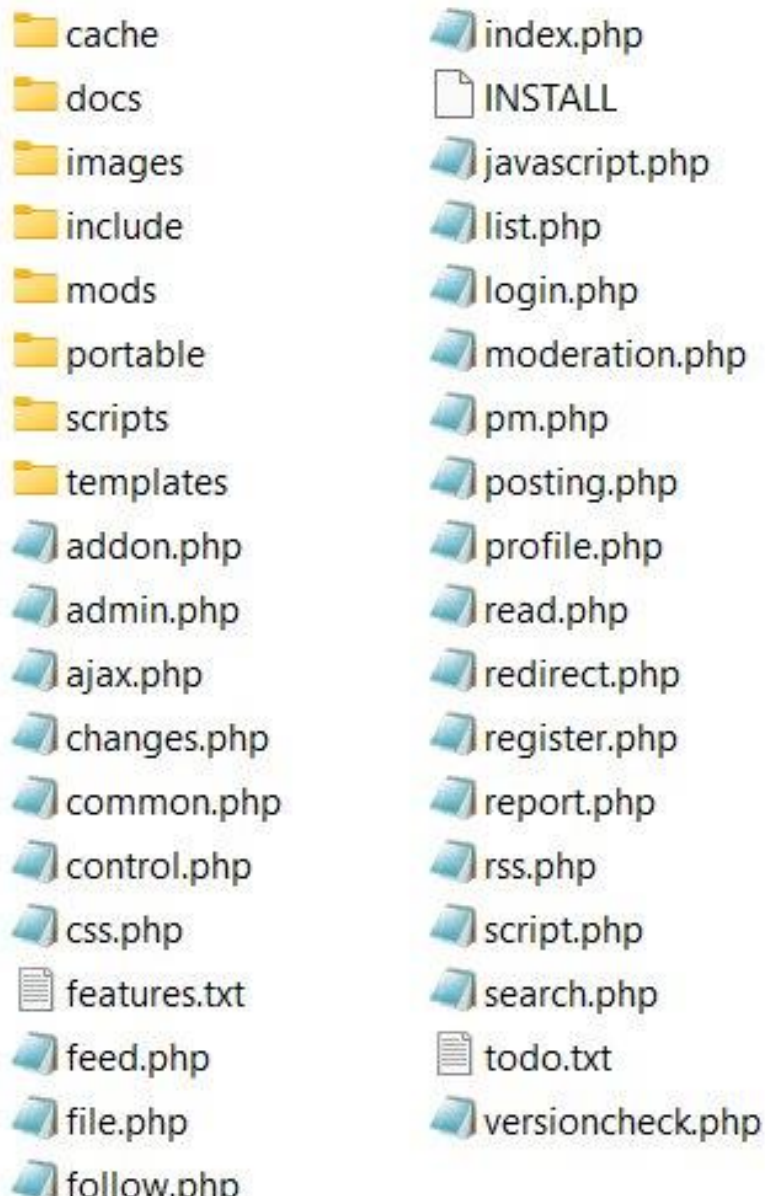 cache
docs
images
include
mods
portable
scripts
templates
addon.php
admin.php
ajax.php
changes.php
common.php
control.php
css.php
features.txt
feed.php
file.php
follow.php
index.php
INSTALL
javascript.php
list.php
login.php
moderation.php
pm.php
posting.php
profile.php
read.php
redirect.php
register.php
report.php
rss.php
script.php
search.php
todo.txt
versioncheck.php